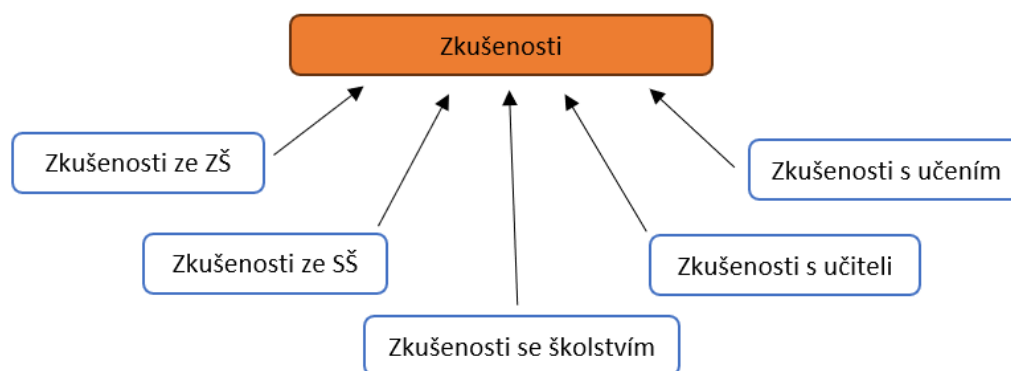 Zkušenosti
Zkušenosti ze ZŠ
Zkušenosti s učením
Zkušenosti ze SŠ
Zkušenosti s učiteli
Zkušenosti se školstvím